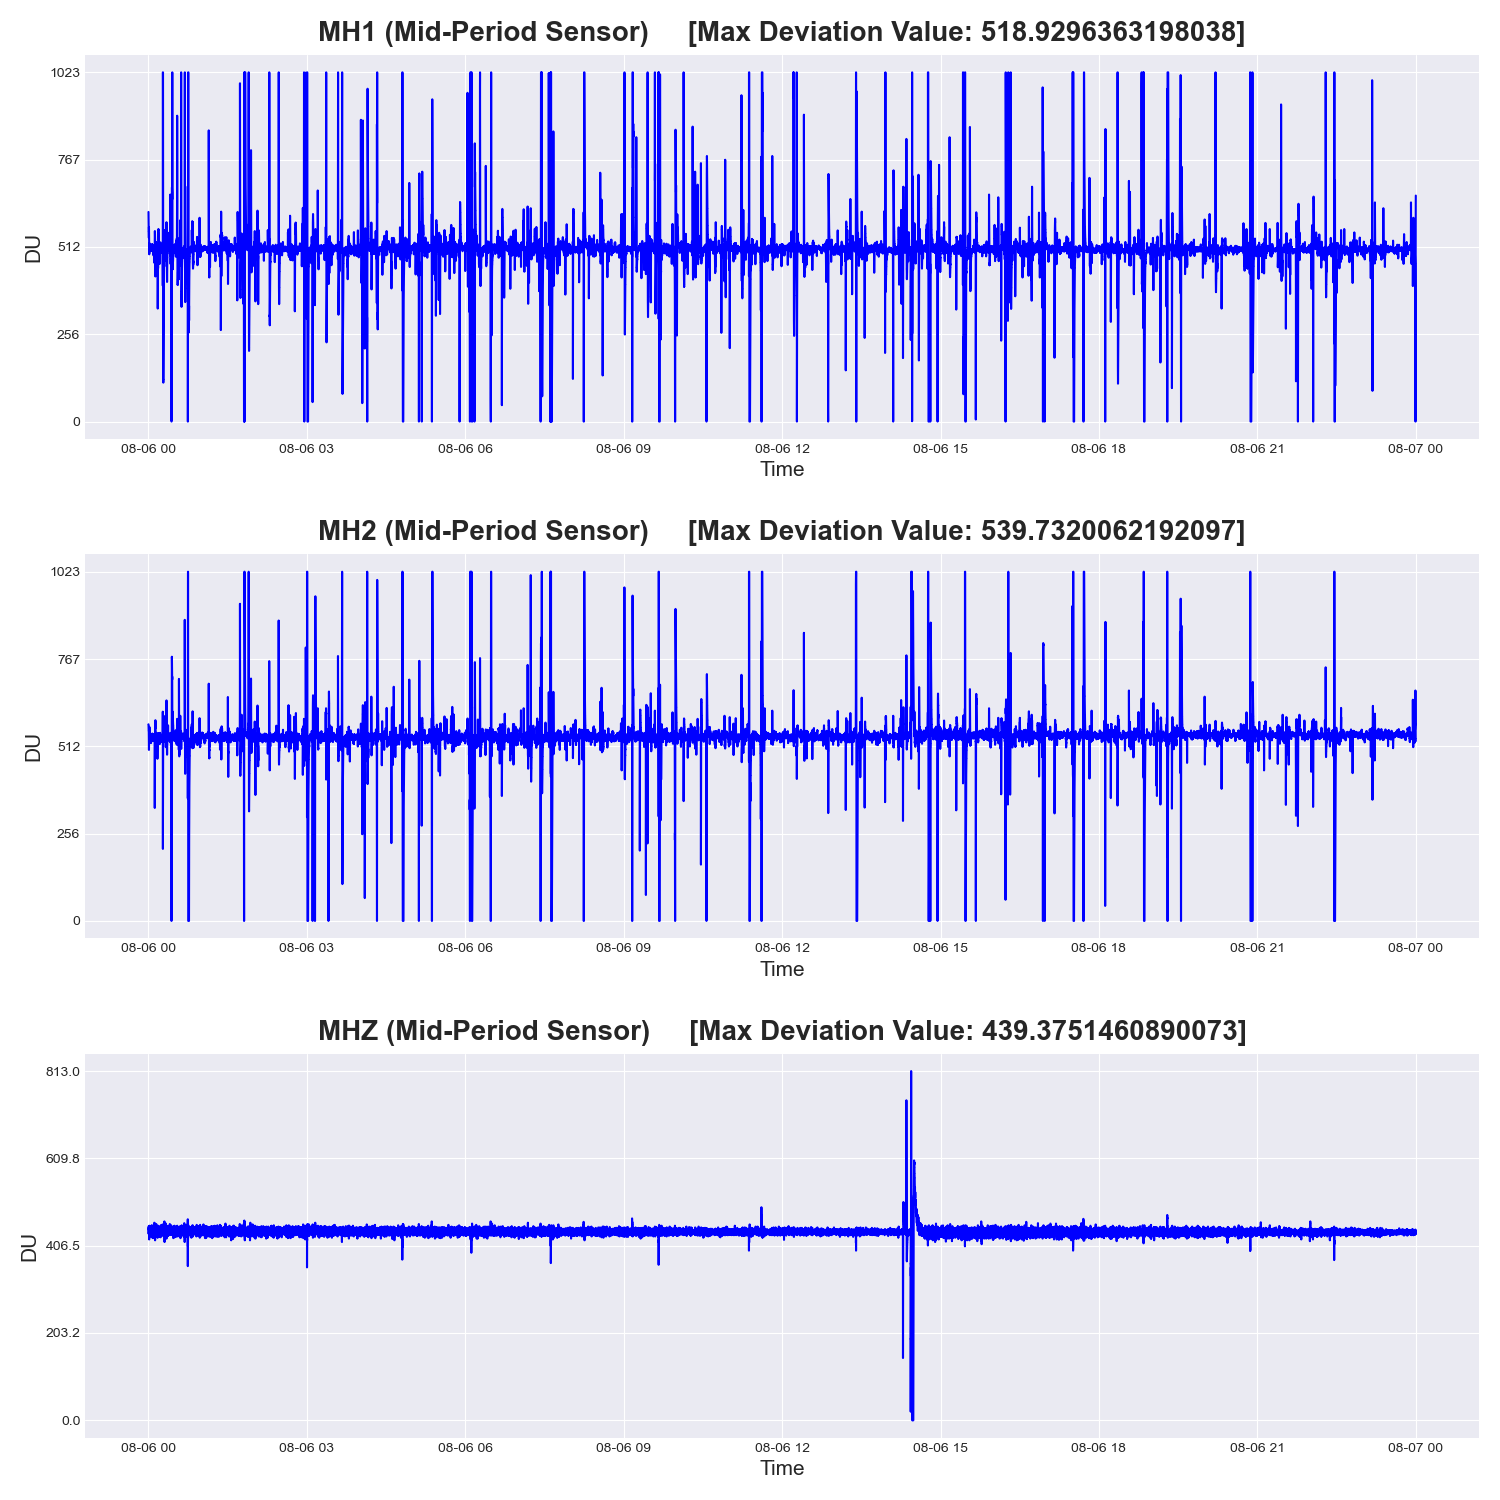 MH1 (Mid-Period Sensor) [Max Deviation Value: 518.9296363198038]
1023
767
512
256
0
DU
08-06 00 08-06 03 08-06 06 08-06 09 08-06 12 08-06 15 08-06 18 08-06 21 08-07 00
Time
MH2 (Mid-Period Sensor) [Max Deviation Value: 539.7320062192097]
1023
767
512
256
0
DU
08-06 00 08-06 03 08-06 06 08-06 09 08-06 12 08-06 15 08-06 18 08-06 21 08-07 00
Time
MHZ (Mid-Period Sensor) [Max Deviation Value: 439.3751460890073]
813.0
609.8
406.5
203.2
0.0
DU
08-06 00 08-06 03 08-06 06 08-06 09 08-06 12 08-06 15 08-06 18 08-06 21 08-07 00
Time